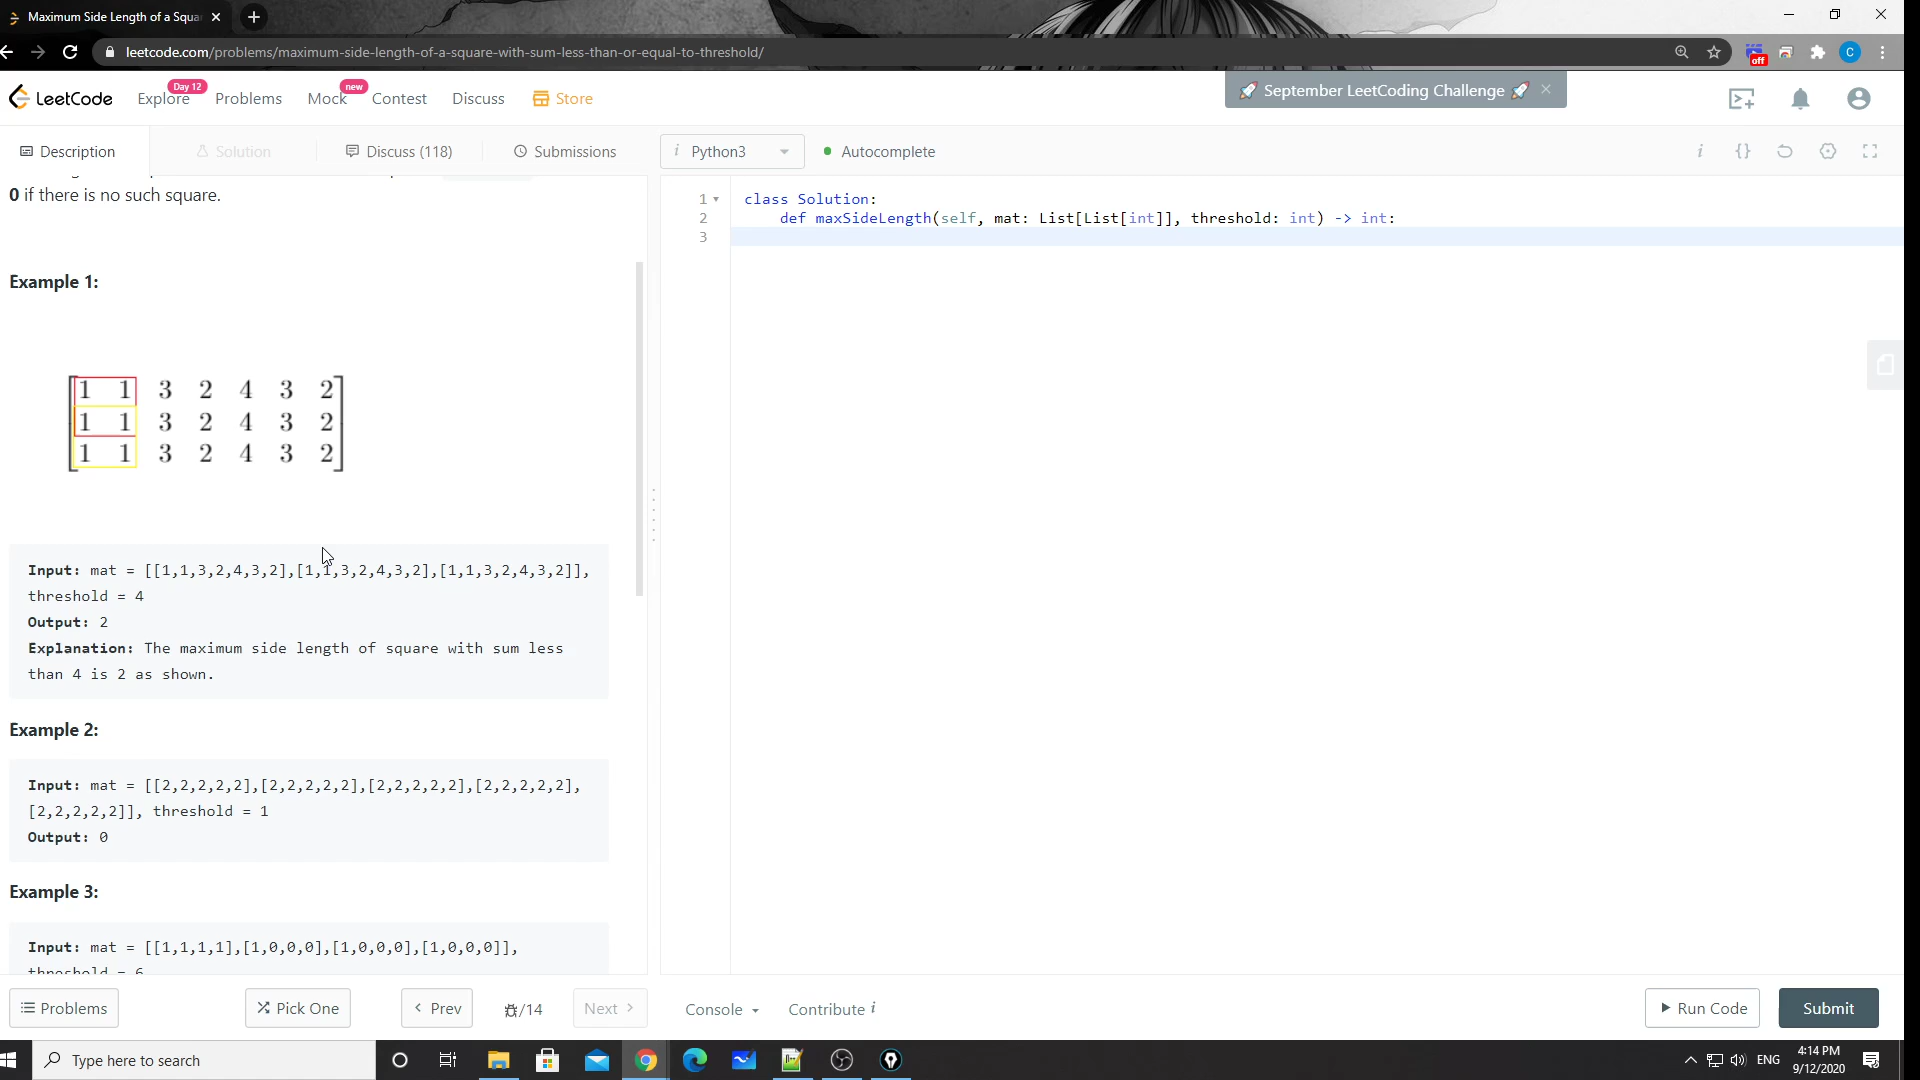 Maximum Side Length of a Squa
leetcode.com/problems/maximum-side-length-of-a-square-with-sum-less-than-or-equal-to-threshold/
off
C
LeetCode
Explore
Day 12
Problems
Mock
new
Contest
Discuss
Store
September LeetCoding Challenge
Description
Solution
Discuss (118)
Submissions
i Python3
Autocomplete
i
{}
0 if there is no such square.
Example 1:
1 1 3 2 4 3 2
1 1 3 2 4 3 2
1 1 3 2 4 3 2
Input: mat = [[1,1,3,2,4,3,2],[1,1,3,2,4,3,2],[1,1,3,2,4,3,2]],
threshold = 4
Output: 2
Explanation: The maximum side length of square with sum less
than 4 is 2 as shown.
Example 2:
Input: mat = [[2,2,2,2,2],[2,2,2,2,2],[2,2,2,2,2],[2,2,2,2,2],
[2,2,2,2,2]], threshold = 1
Output: 0
Example 3:
Input: mat = [[1,1,1,1],[1,0,0,0],[1,0,0,0],[1,0,0,0]],
threshold = 6
1 class Solution:
2 def maxSideLength(self, mat: List[List[int]], threshold: int) -> int:
3
Problems
Pick One
Prev
/14
Next
Console
Contribute i
Run Code
Submit
Type here to search
ENG
4:14 PM
9/12/2020